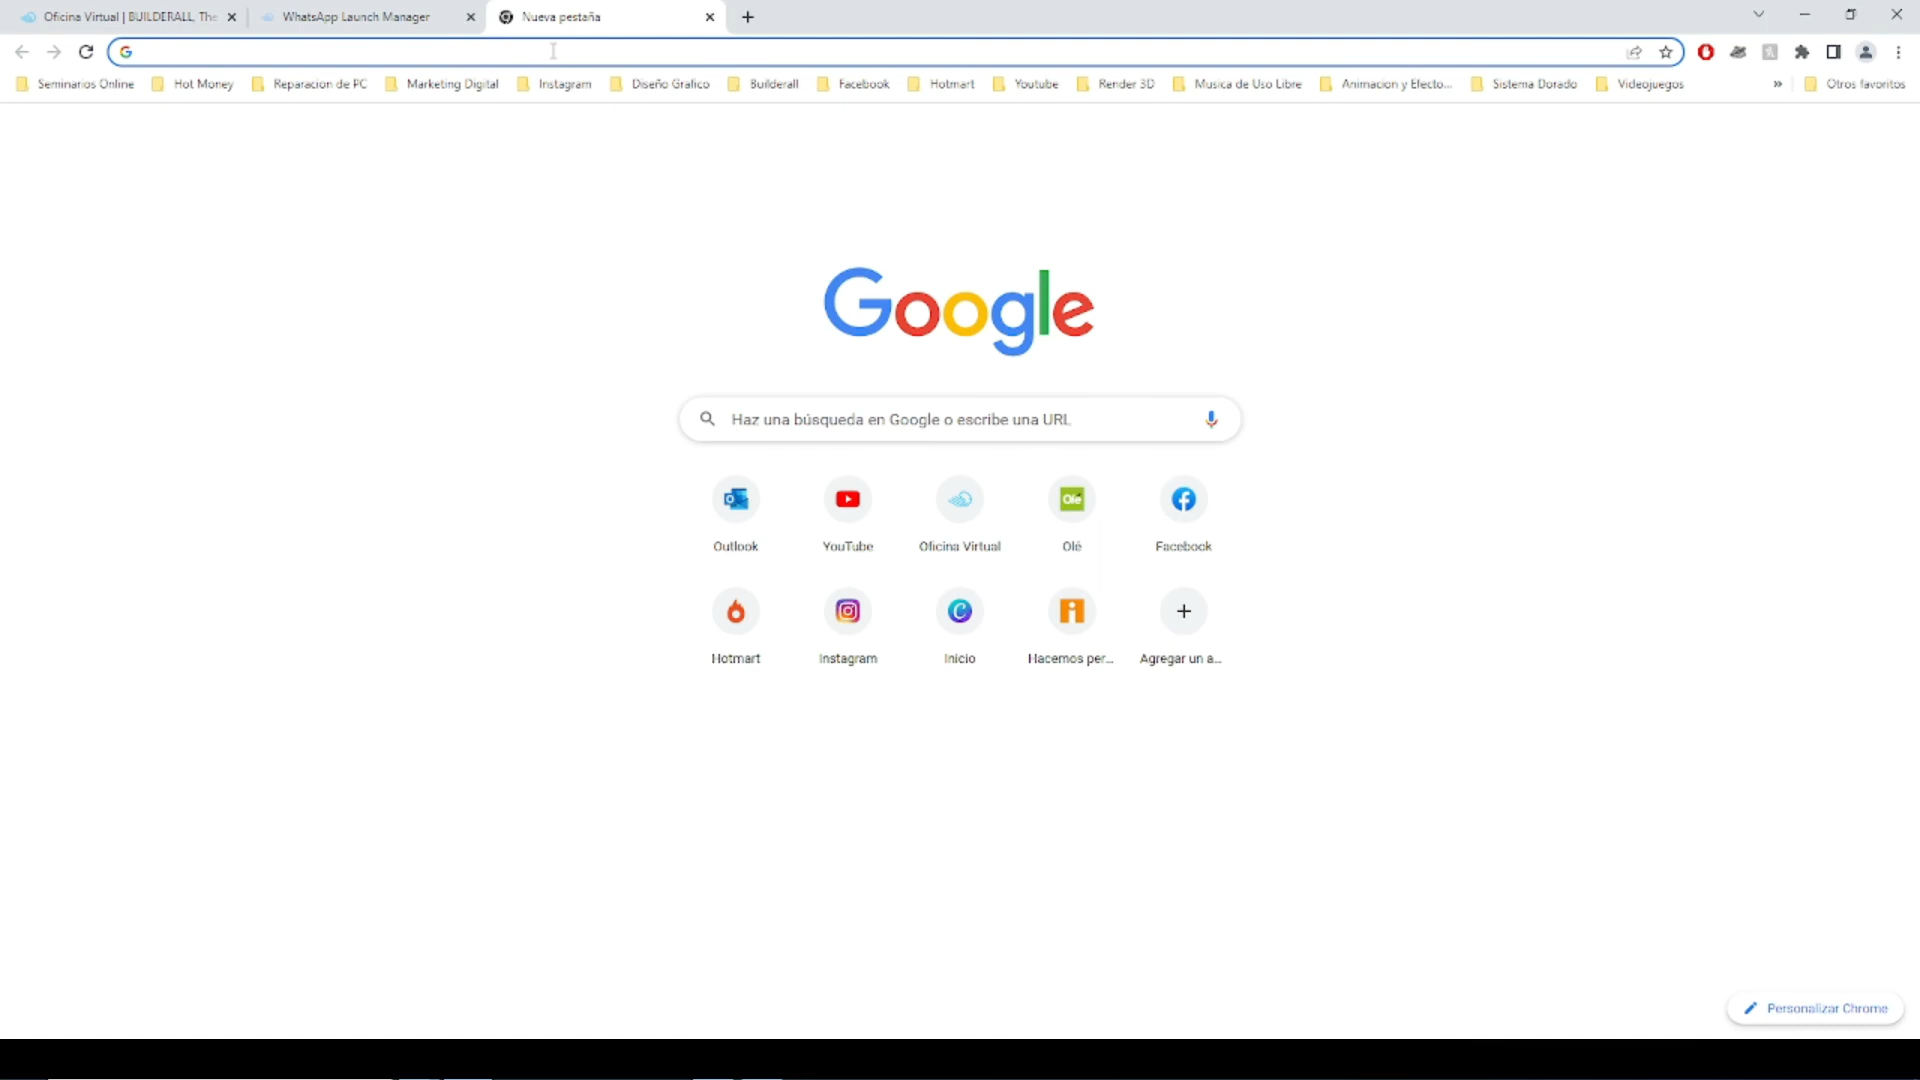 Oficina Virtual | BUILDERALL, The
WhatsApp Launch Manager
Nueva pestaña
Seminarios Online
Hot Money
Reparacion de PC
Marketing Digital
Instagram
Diseño Grafico
Builderall
Facebook
Hotmart
Youtube
Render 3D
Musica de Uso Libre
Animacion y Efecto...
Sistema Dorado
Videojuegos
»
Otros favoritos
Google
Haz una búsqueda en Google o escribe una URL
Olé
Outlook
YouTube
Oficina Virtual
Olé
Facebook
Hotmart
Instagram
Inicio
Hacemos per...
Agregar un a...
Personalizar Chrome